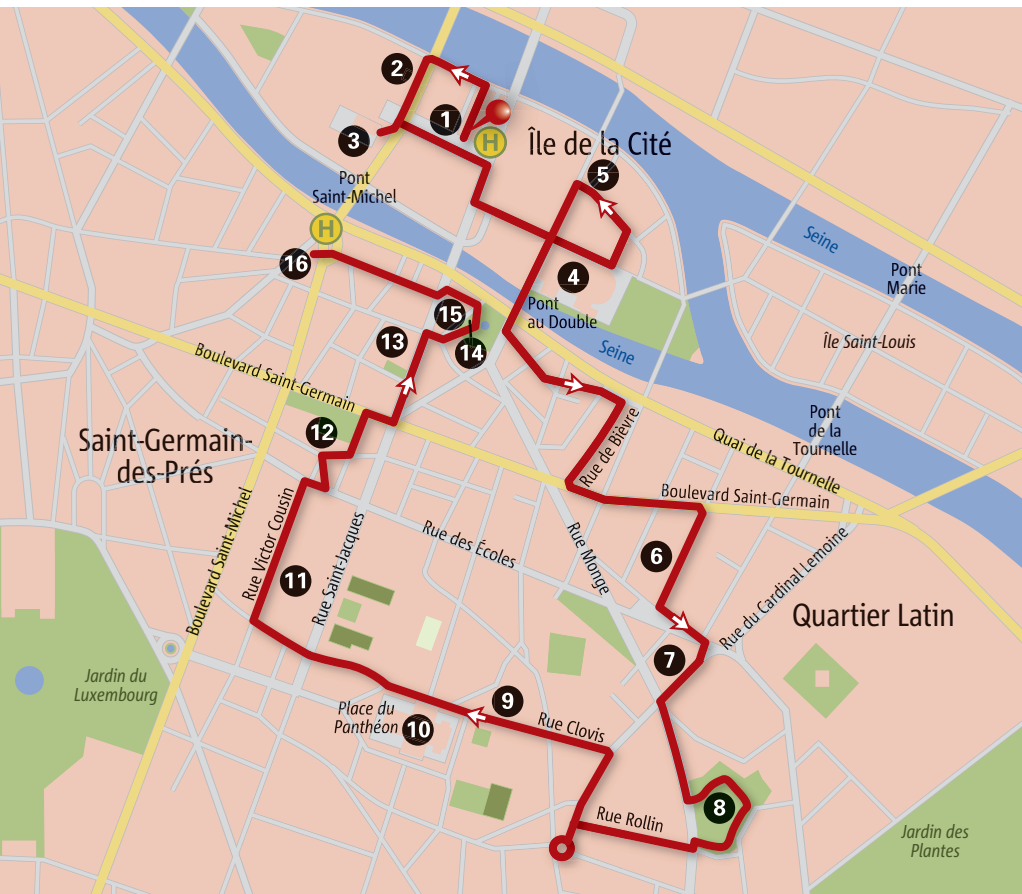 2
1
H
3
Île de la Cité
5
Pont
Saint-Michel
H
16
4
Seine
Pont
Marie
Pont
au Double
15
13
14
Seine
Île Saint-Louis
Boulevard Saint-Germain
12
Saint-Germain-
des-Prés
Pont
de la
Tournelle
Quai de la Tournelle
Rue de Bièvre
Boulevard Saint-Germain
Boulevard Saint-Michel
Rue Victor Cousin
Rue Saint-Jacques
Rue des Écoles
Rue Monge
6
Rue du Cardinal Lemoine
11
Quartier Latin
7
Jardin du
Luxembourg
9
Place du
Panthéon
10
Rue Clovis
8
Rue Rollin
Jardin des
Plantes